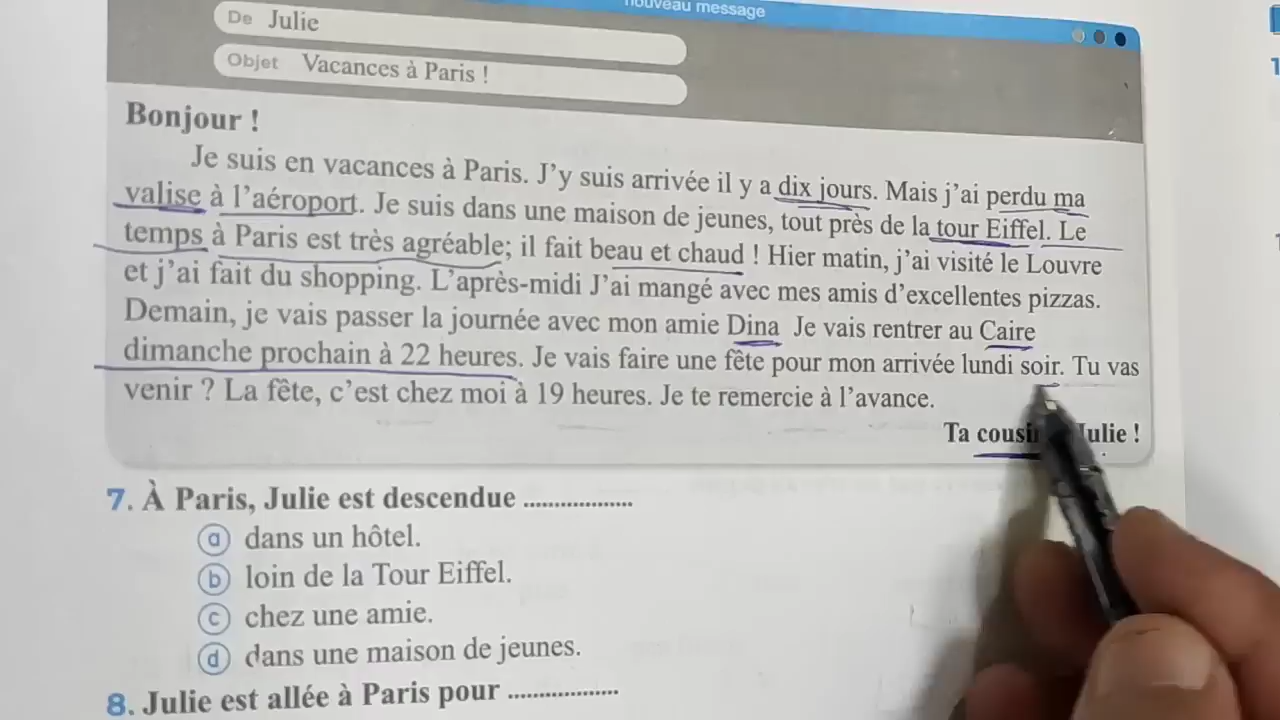 nouveau message
De Julie
Objet Vacances à Paris !
Bonjour !
Je suis en vacances à Paris. J'y suis arrivée il y a dix jours. Mais j'ai perdu ma
valise à l'aéroport. Je suis dans une maison de jeunes, tout près de la tour Eiffel. Le
temps à Paris est très agréable; il fait beau et chaud ! Hier matin, j'ai visité le Louvre
et j'ai fait du shopping. L'après-midi J'ai mangé avec mes amis d'excellentes pizzas.
Demain, je vais passer la journée avec mon amie Dina Je vais rentrer au Caire
dimanche prochain à 22 heures. Je vais faire une fête pour mon arrivée lundi soir. Tu vas
venir ? La fête, c'est chez moi à 19 heures. Je te remercie à l'avance.
Ta Julie !
7. À Paris, Julie est descendue ..................
a dans un hôtel.
b loin de la Tour Eiffel.
c chez une amie.
d dans une maison de jeunes.
8. Julie est allée à Paris pour ..................
1